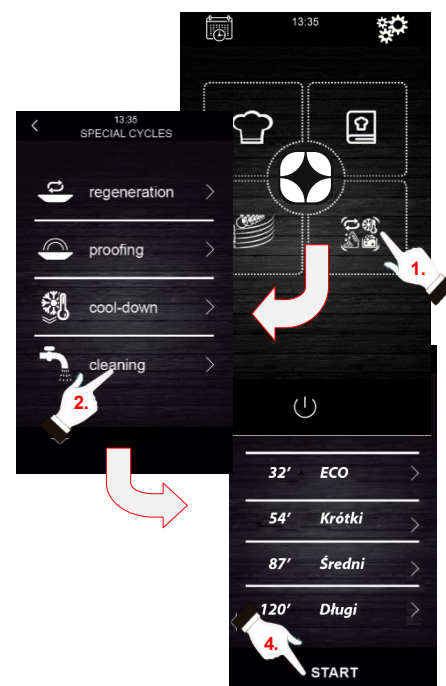 13:35
1.
13:35
SPECIAL CYCLES
regeneration
proofing
cool-down
cleaning
2.
32’ ECO
54’ Krótki
87’ Średni
120’ Długi
4.
START